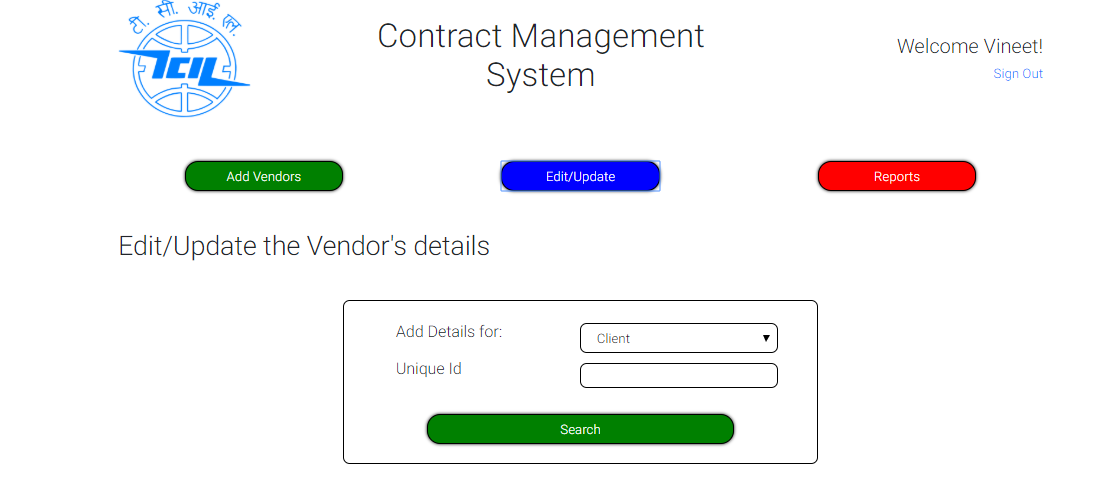 टी. सी. आई. एल.
TCIL
Contract Management
System
Welcome Vineet!
Sign Out
Add Vendors
Edit/Update
Reports
Edit/Update the Vendor's details
Add Details for:
Client
Unique Id
Search